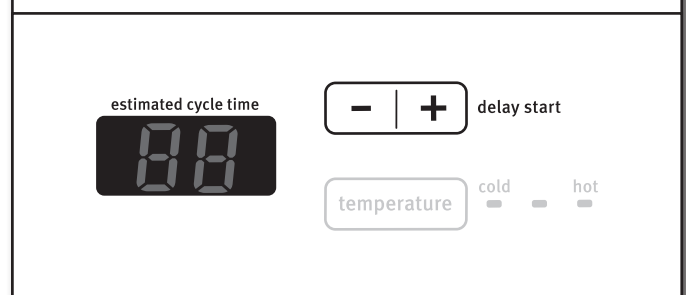 estimated cycle time
88
− +
delay start
temperature
cold hot